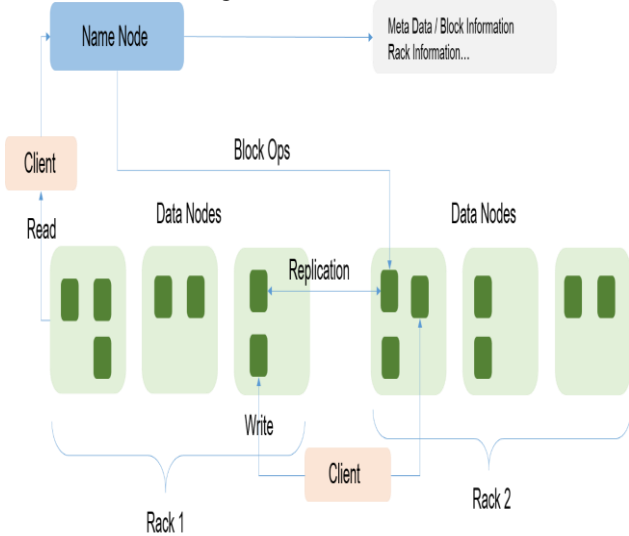 Name Node
Meta Data / Block Information
Rack Information...
Client
Block Ops
Read
Data Nodes
Data Nodes
Replication
Write
Client
Rack 1
Rack 2